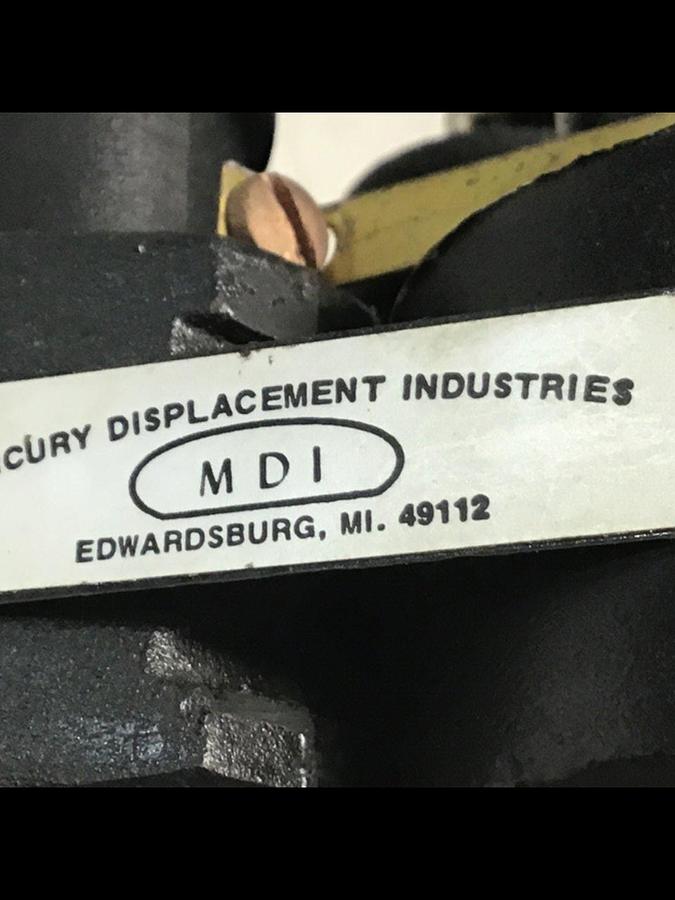 CURY DISPLACEMENT INDUSTRIES
MDI
EDWARDSBURG, MI. 49112